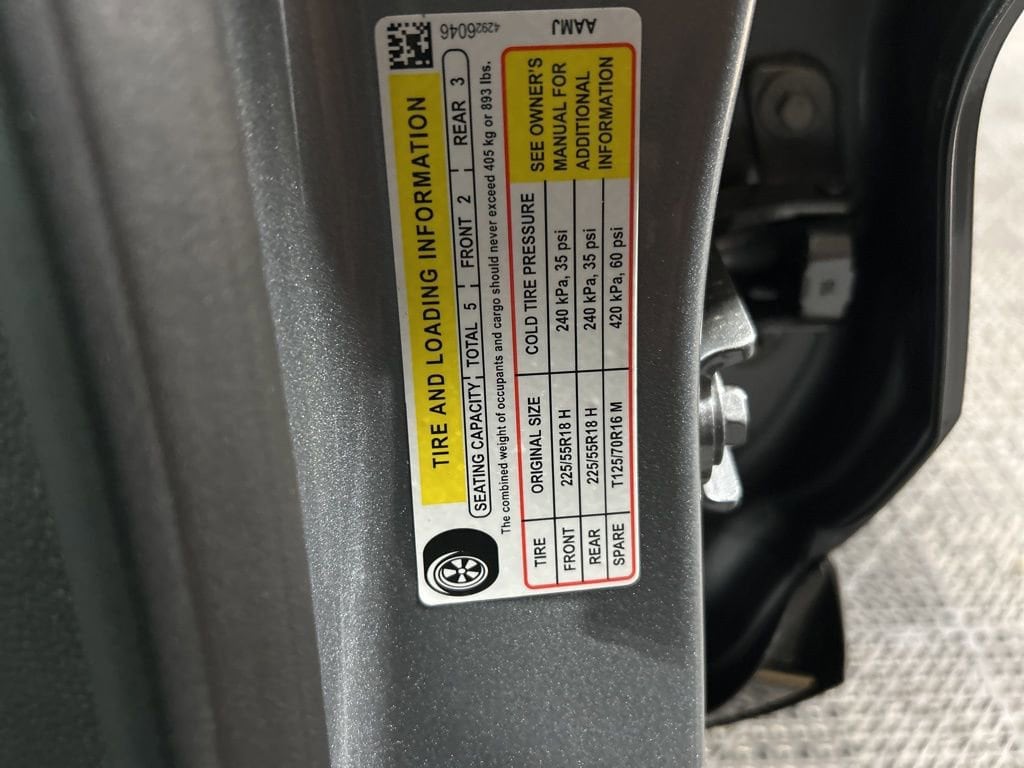 42926046
AAMJ
TIRE AND LOADING INFORMATION
SEATING CAPACITY TOTAL 5 FRONT 2 REAR 3
The combined weight of occupants and cargo should never exceed 405 kg or 893 lbs.
TIRE ORIGINAL SIZE COLD TIRE PRESSURE SEE OWNER'S
FRONT 225/55R18 H 240 kPa, 35 psi MANUAL FOR
REAR 225/55R18 H 240 kPa, 35 psi ADDITIONAL
SPARE T125/70R16 M 420 kPa, 60 psi INFORMATION